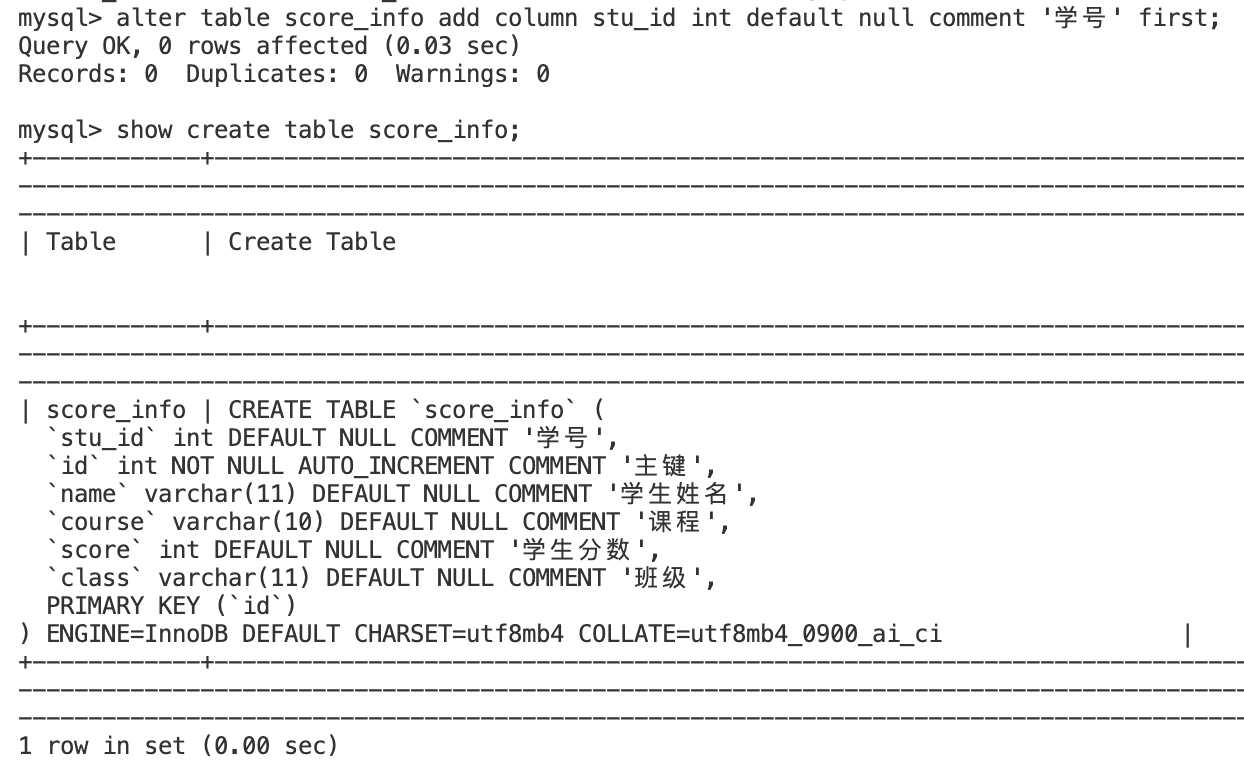 mysql> alter table score_info add column stu_id int default null comment '学号' first;
Query OK, 0 rows affected (0.03 sec)
Records: 0  Duplicates: 0  Warnings: 0
mysql> show create table score_info;
| Table      | Create Table
| score_info | CREATE TABLE `score_info` (
  `stu_id` int DEFAULT NULL COMMENT '学号',
  `id` int NOT NULL AUTO_INCREMENT COMMENT '主键',
  `name` varchar(11) DEFAULT NULL COMMENT '学生姓名',
  `course` varchar(10) DEFAULT NULL COMMENT '课程',
  `score` int DEFAULT NULL COMMENT '学生分数',
  `class` varchar(11) DEFAULT NULL COMMENT '班级',
  PRIMARY KEY (`id`)
) ENGINE=InnoDB DEFAULT CHARSET=utf8mb4 COLLATE=utf8mb4_0900_ai_ci                 |
1 row in set (0.00 sec)